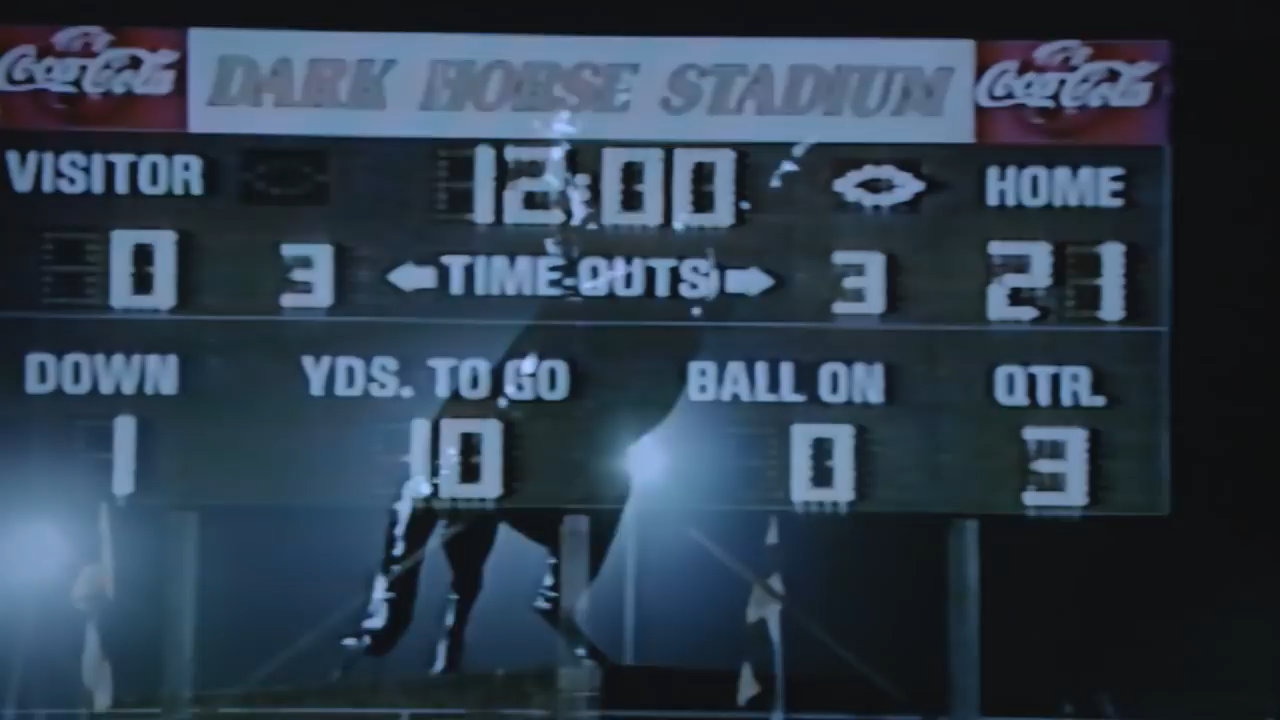 Coca-Cola DARK HORSE STADIUM Coca-Cola
VISITOR 12:00 HOME
0 3 TIME-OUTS 3 21
DOWN YDS. TO GO BALL ON QTR.
1 10 0 3